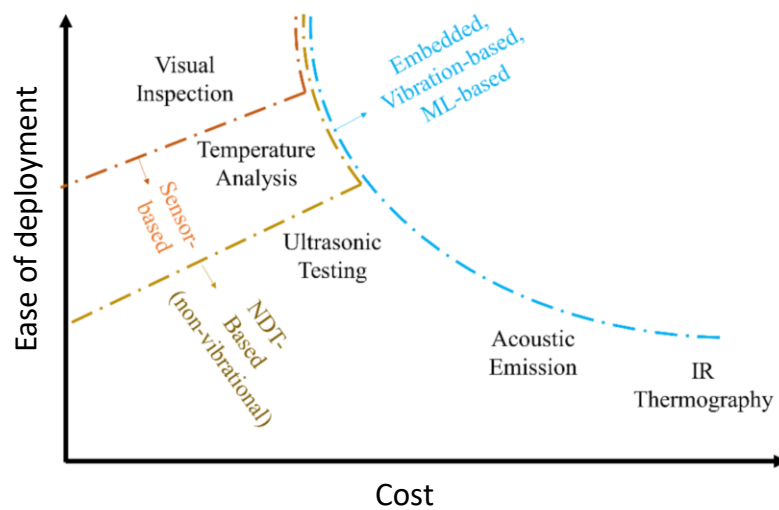 Ease of deployment
Visual
Inspection
Embedded,
Vibration-based,
ML-based
Temperature
Analysis
Sensor-
based
Ultrasonic
Testing
NDT-
Based
(non-vibrational)
Acoustic
Emission
IR
Thermography
Cost